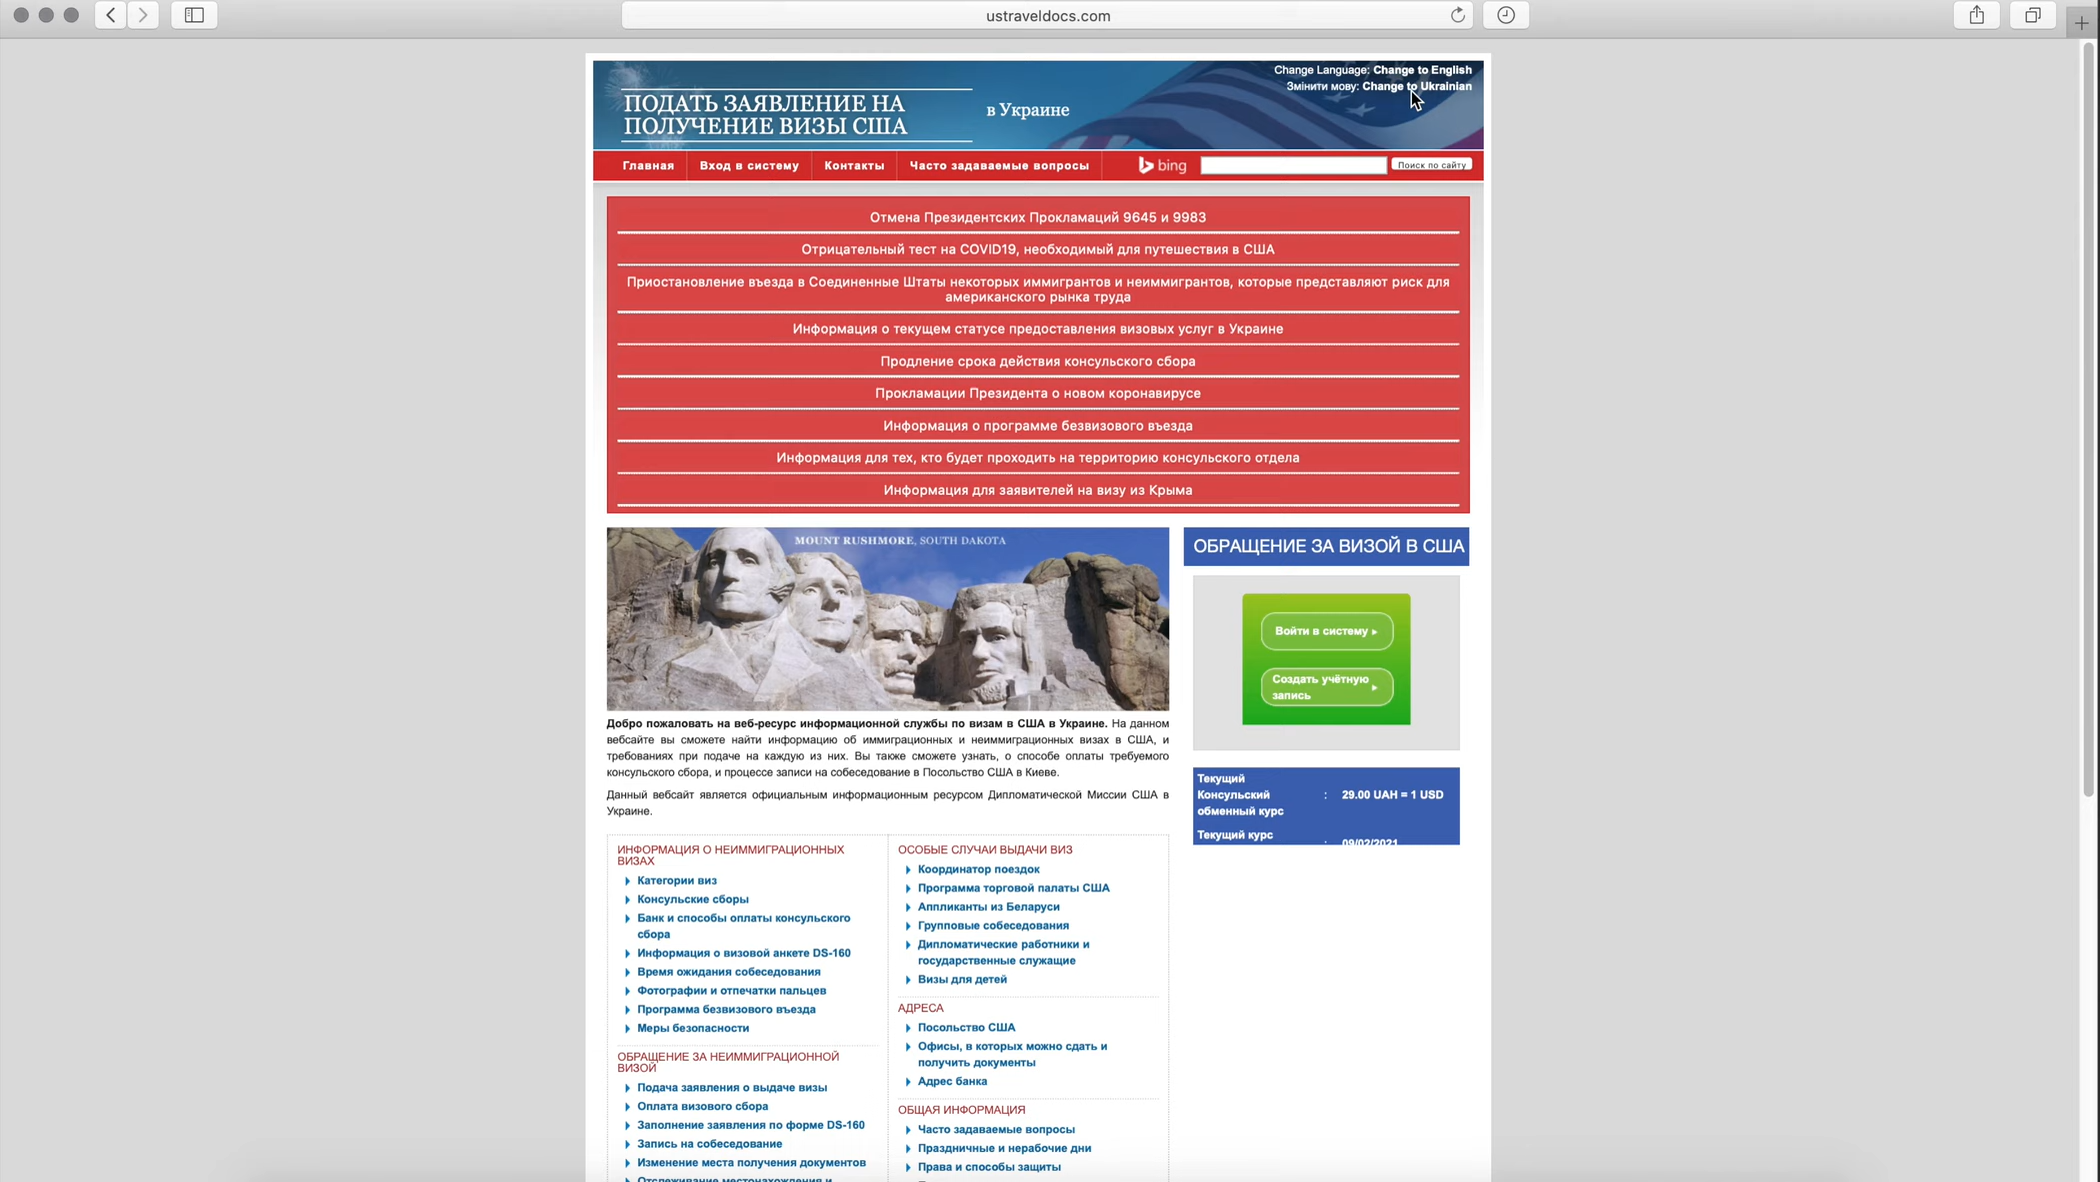 ustraveldocs.com
Change Language: Change to English
Змінити мову: Change to Ukrainian
ПОДАТЬ ЗАЯВЛЕНИЕ НА
ПОЛУЧЕНИЕ ВИЗЫ США
в Украине
Главная Вход в систему Контакты Часто задаваемые вопросы bing Поиск по сайту
Отмена Президентских Прокламаций 9645 и 9983
Отрицательный тест на COVID19, необходимый для путешествия в США
Приостановление въезда в Соединенные Штаты некоторых иммигрантов и неиммигрантов, которые представляют риск для
американского рынка труда
Информация о текущем статусе предоставления визовых услуг в Украине
Продление срока действия консульского сбора
Прокламации Президента о новом коронавирусе
Информация о программе безвизового въезда
Информация для тех, кто будет проходить на территорию консульского отдела
Информация для заявителей на визу из Крыма
MOUNT RUSHMORE, SOUTH DAKOTA
Добро пожаловать на веб-ресурс информационной службы по визам в США в Украине. На данном
вебсайте вы сможете найти информацию об иммиграционных и неиммиграционных визах в США, и
требованиях при подаче на каждую из них. Вы также сможете узнать, о способе оплаты требуемого
консульского сбора, и процессе записи на собеседование в Посольство США в Киеве.
Данный вебсайт является официальным информационным ресурсом Дипломатической Миссии США в
Украине.
ОБРАЩЕНИЕ ЗА ВИЗОЙ В США
Войти в систему
Создать учётную
запись
Текущий
Консульский : 29.00 UAH = 1 USD
обменный курс
Текущий курс
: 09/02/2021
ИНФОРМАЦИЯ О НЕИММИГРАЦИОННЫХ
ВИЗАХ
Категории виз
Консульские сборы
Банк и способы оплаты консульского
сбора
Информация о визовой анкете DS-160
Время ожидания собеседования
Фотографии и отпечатки пальцев
Программа безвизового въезда
Меры безопасности
ОБРАЩЕНИЕ ЗА НЕИММИГРАЦИОННОЙ
ВИЗОЙ
Подача заявления о выдаче визы
Оплата визового сбора
Заполнение заявления по форме DS-160
Запись на собеседование
Изменение места получения документов
Отслеживание местонахождения и
ОСОБЫЕ СЛУЧАИ ВЫДАЧИ ВИЗ
Координатор поездок
Программа торговой палаты США
Аппликанты из Беларуси
Групповые собеседования
Дипломатические работники и
государственные служащие
Визы для детей
АДРЕСА
Посольство США
Офисы, в которых можно сдать и
получить документы
Адрес банка
ОБЩАЯ ИНФОРМАЦИЯ
Часто задаваемые вопросы
Праздничные и нерабочие дни
Права и способы защиты